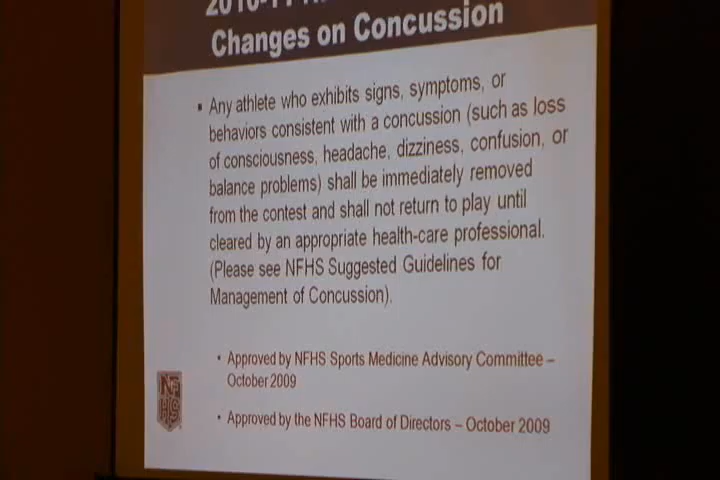 2010-11
Changes on Concussion
▪ Any athlete who exhibits signs, symptoms, or
behaviors consistent with a concussion (such as loss
of consciousness, headache, dizziness, confusion, or
balance problems) shall be immediately removed
from the contest and shall not return to play until
cleared by an appropriate health-care professional.
(Please see NFHS Suggested Guidelines for
Management of Concussion).
• Approved by NFHS Sports Medicine Advisory Committee –
October 2009
• Approved by the NFHS Board of Directors – October 2009
NF
HS